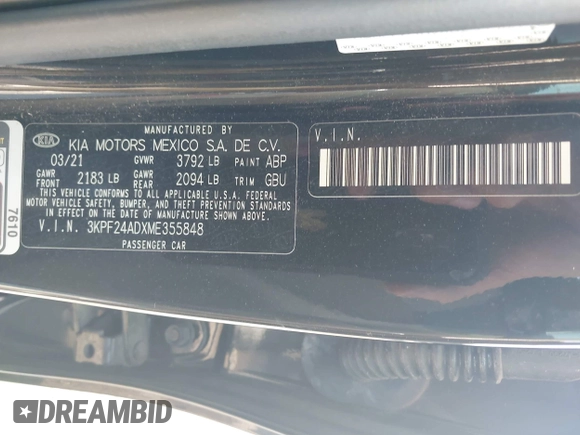 MANUFACTURED BY
KIA KIA MOTORS MEXICO S.A. DE C.V.
03/21 GVWR 3792 LB PAINT ABP
GAWR FRONT 2183 LB GAWR REAR 2094 LB TRIM GBU
THIS VEHICLE CONFORMS TO ALL APPLICABLE U.S.A. FEDERAL
MOTOR VEHICLE SAFETY, BUMPER, AND THEFT PREVENTION STANDARDS
IN EFFECT ON THE DATE OF MANUFACTURE SHOWN ABOVE.
V.I.N. 3KPF24ADXME355848
PASSENGER CAR
V.I.N.
7610
DREAMBID